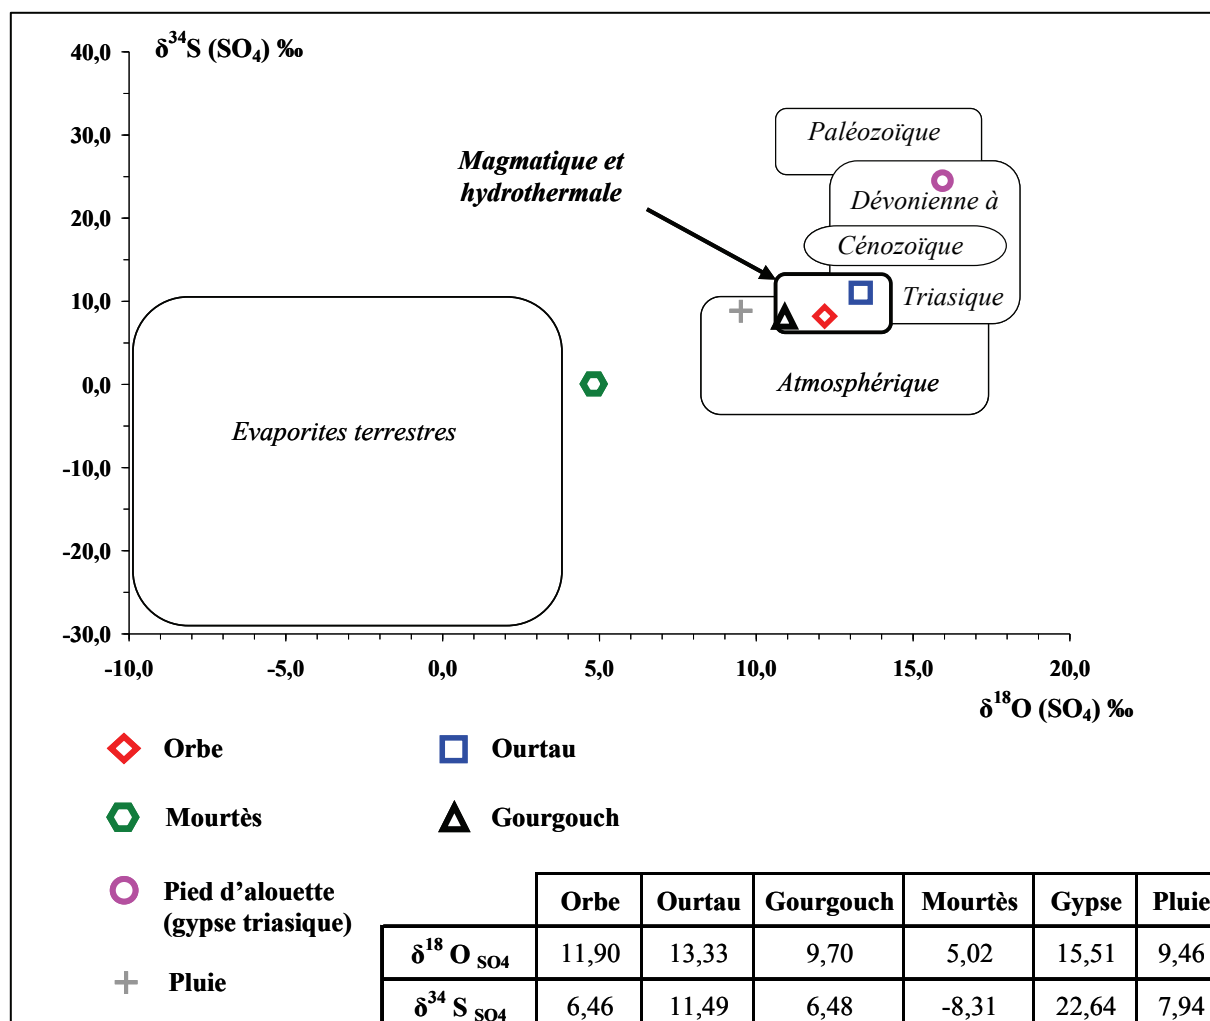 δ34S (SO4) ‰
40,0
30,0
20,0
10,0
0,0
-10,0
-20,0
-30,0
Paléozoïque
Magmatique et
hydrothermale
Dévonienne à
Cénozoïque
Triasique
Atmosphérique
Evaporites terrestres
-10,0 -5,0 0,0 5,0 10,0 15,0 20,0
δ18O (SO4) ‰
Orbe
Ourtau
Mourtès
Gourgouch
Pied d'alouette
(gypse triasique)
Pluie
Orbe Ourtau Gourgouch Mourtès Gypse Pluie
δ18 O SO4 11,90 13,33 9,70 5,02 15,51 9,46
δ34 S SO4 6,46 11,49 6,48 -8,31 22,64 7,94